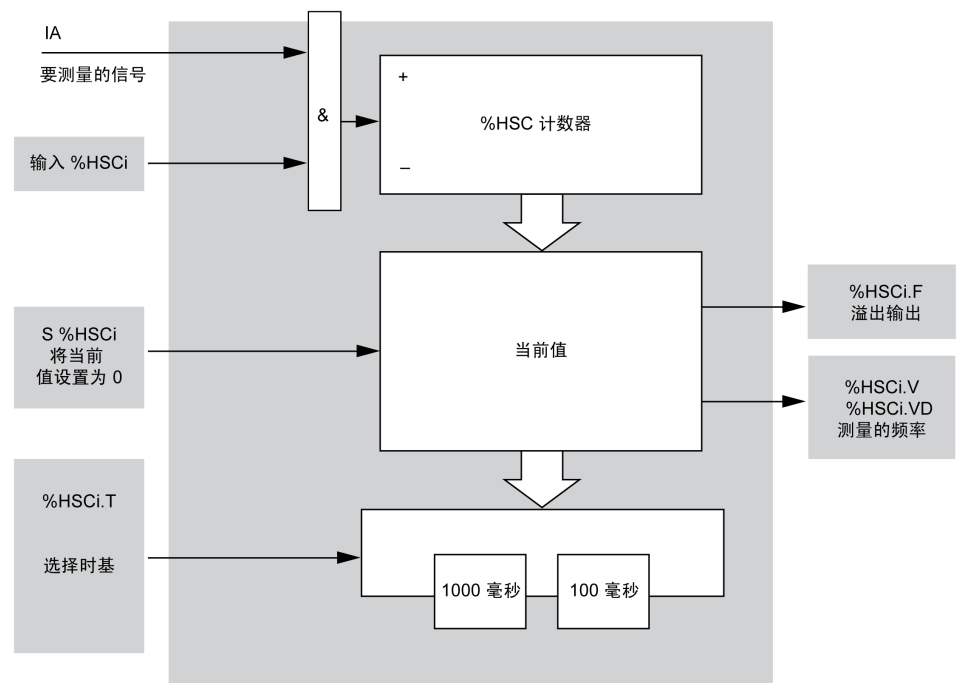 IA
要测量的信号
&
+
%HSC 计数器
–
输入 %HSCi
S %HSCi
将当前
值设置为 0
当前值
%HSCi.F
溢出输出
%HSCi.V
%HSCi.VD
测量的频率
%HSCi.T
选择时基
1000 毫秒
100 毫秒